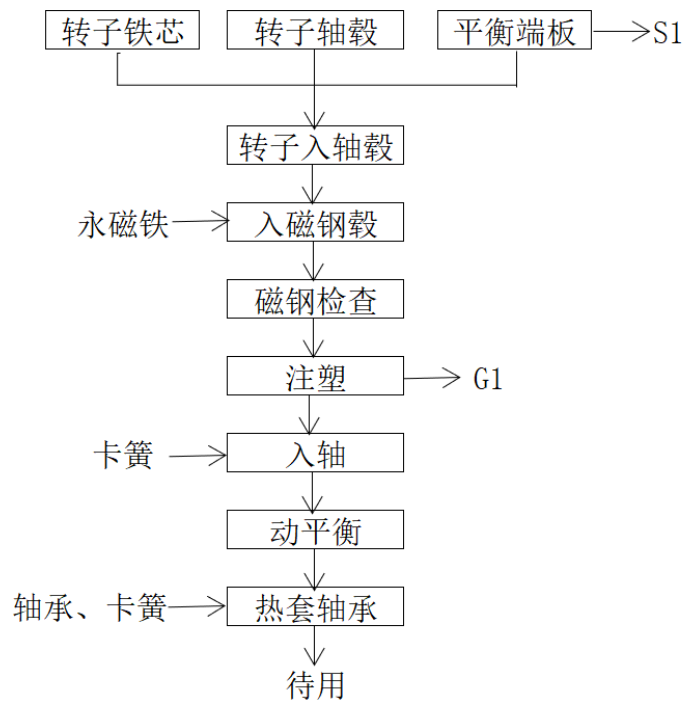 转子铁芯 转子轴毂 平衡端板 S1
转子入轴毂
永磁铁 入磁钢毂
磁钢检查
注塑 G1
卡簧 入轴
动平衡
轴承、卡簧 热套轴承
待用